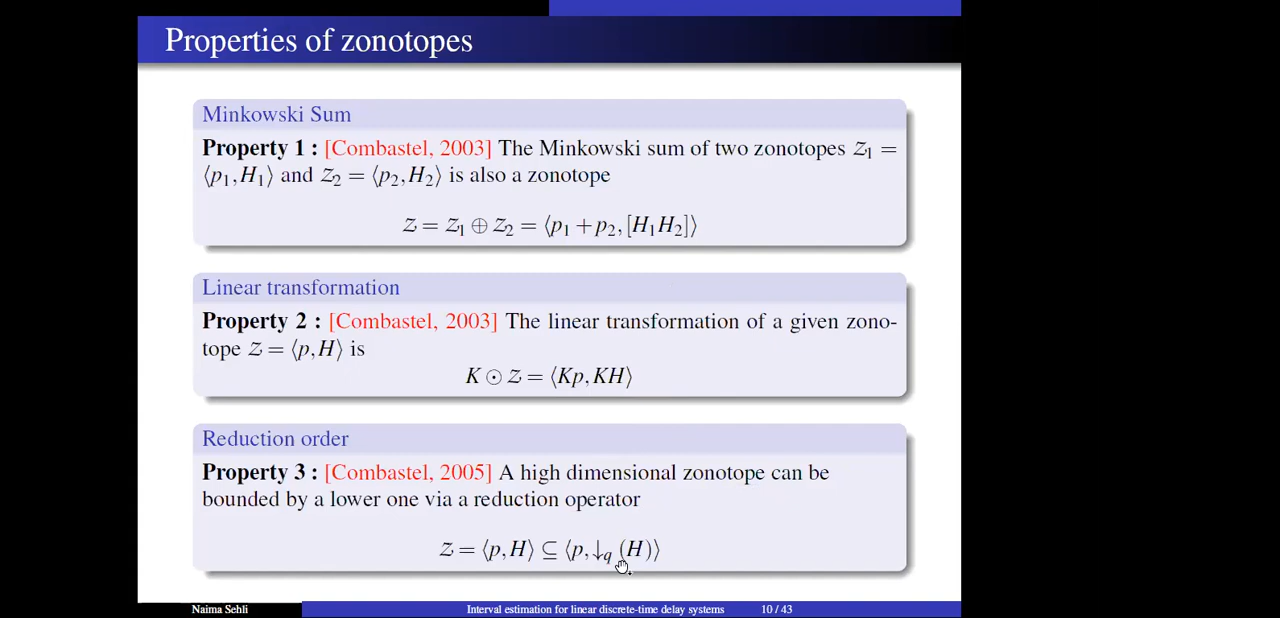 Properties of zonotopes
Minkowski Sum
Property 1 : [Combastel, 2003] The Minkowski sum of two zonotopes 𝒵₁ =
⟨p₁,H₁⟩ and 𝒵₂ = ⟨p₂,H₂⟩ is also a zonotope
𝒵 = 𝒵₁ ⊕ 𝒵₂ = ⟨p₁ + p₂, [H₁H₂]⟩
Linear transformation
Property 2 : [Combastel, 2003] The linear transformation of a given zono-
tope 𝒵 = ⟨p,H⟩ is
K ⊙ 𝒵 = ⟨Kp, KH⟩
Reduction order
Property 3 : [Combastel, 2005] A high dimensional zonotope can be
bounded by a lower one via a reduction operator
𝒵 = ⟨p,H⟩ ⊆ ⟨p, ↓q (H)⟩
Naima Sehli Interval estimation for linear discrete-time delay systems 10 / 43